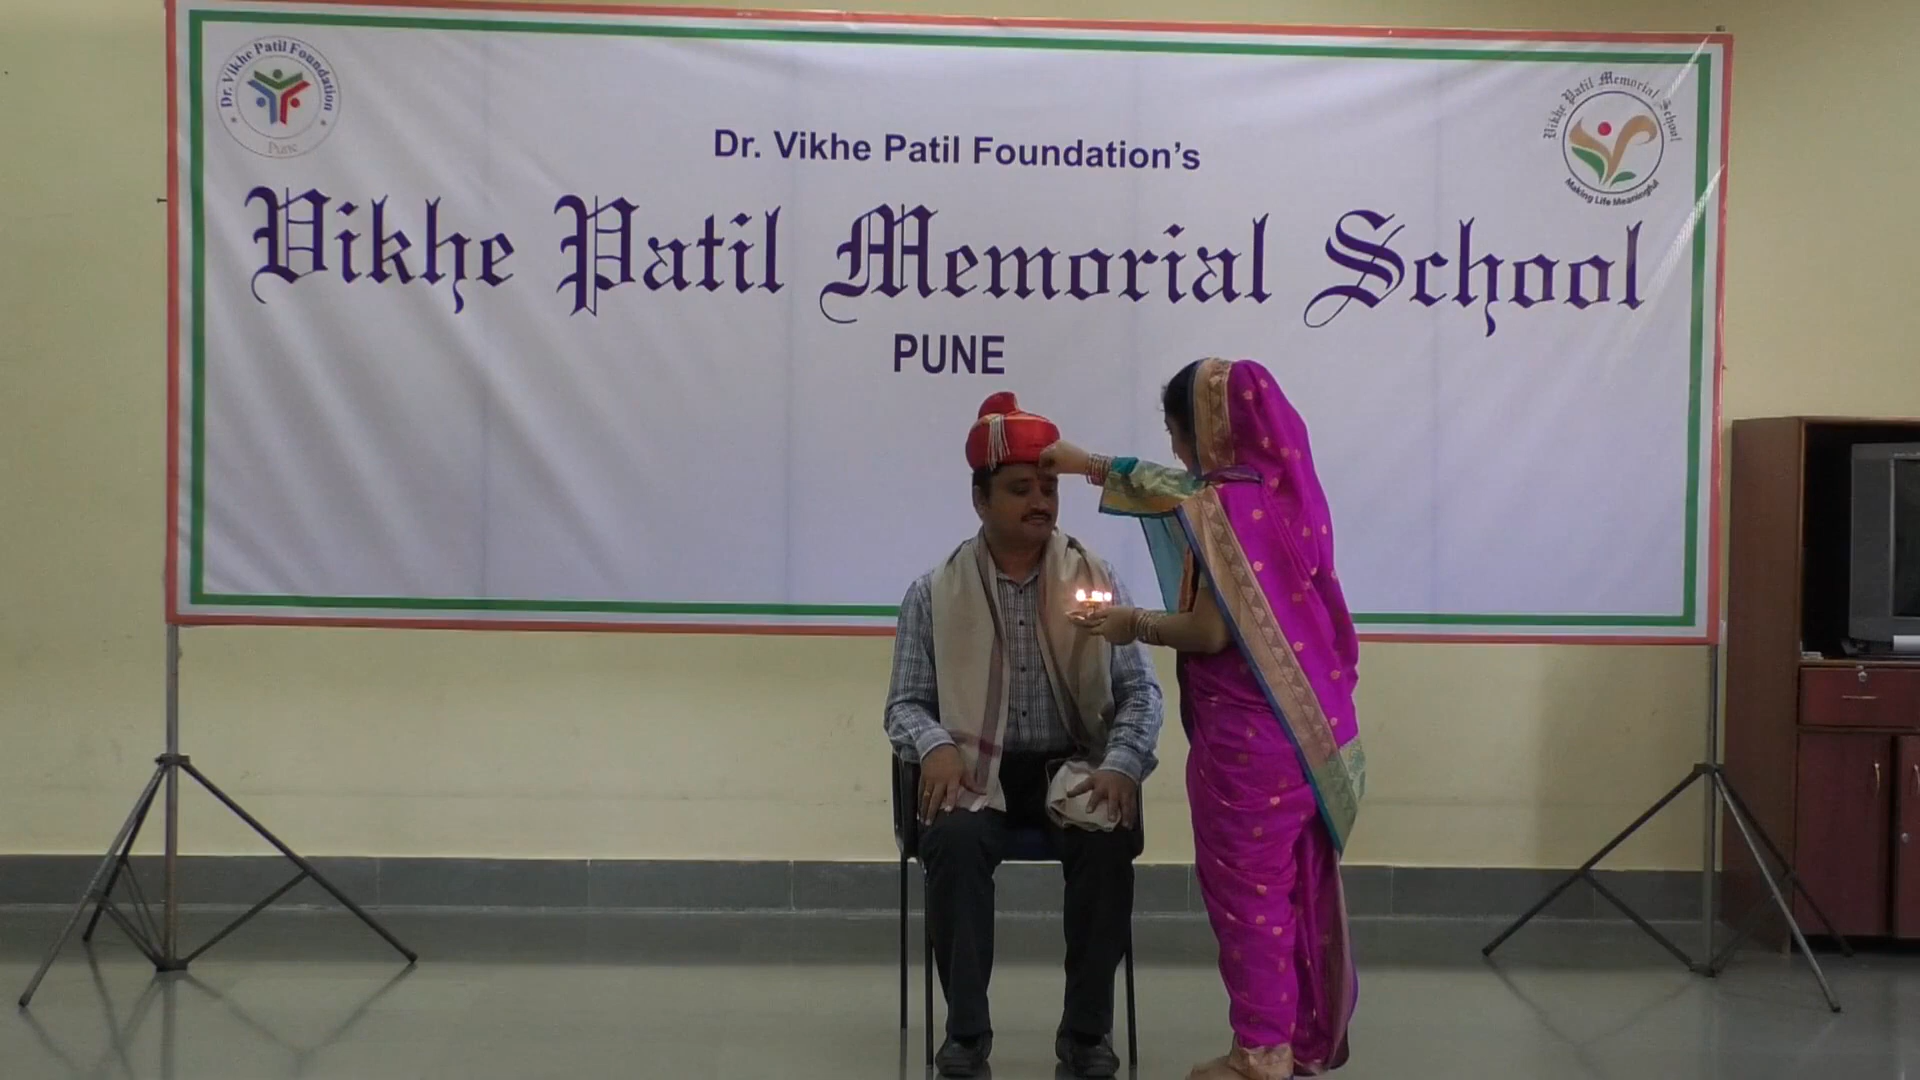 Dr. Vikhe Patil Foundation
Pune
Vikhe Patil Memorial School
Making Life Meaningful
Dr. Vikhe Patil Foundation's
Vikhe Patil Memorial School
PUNE